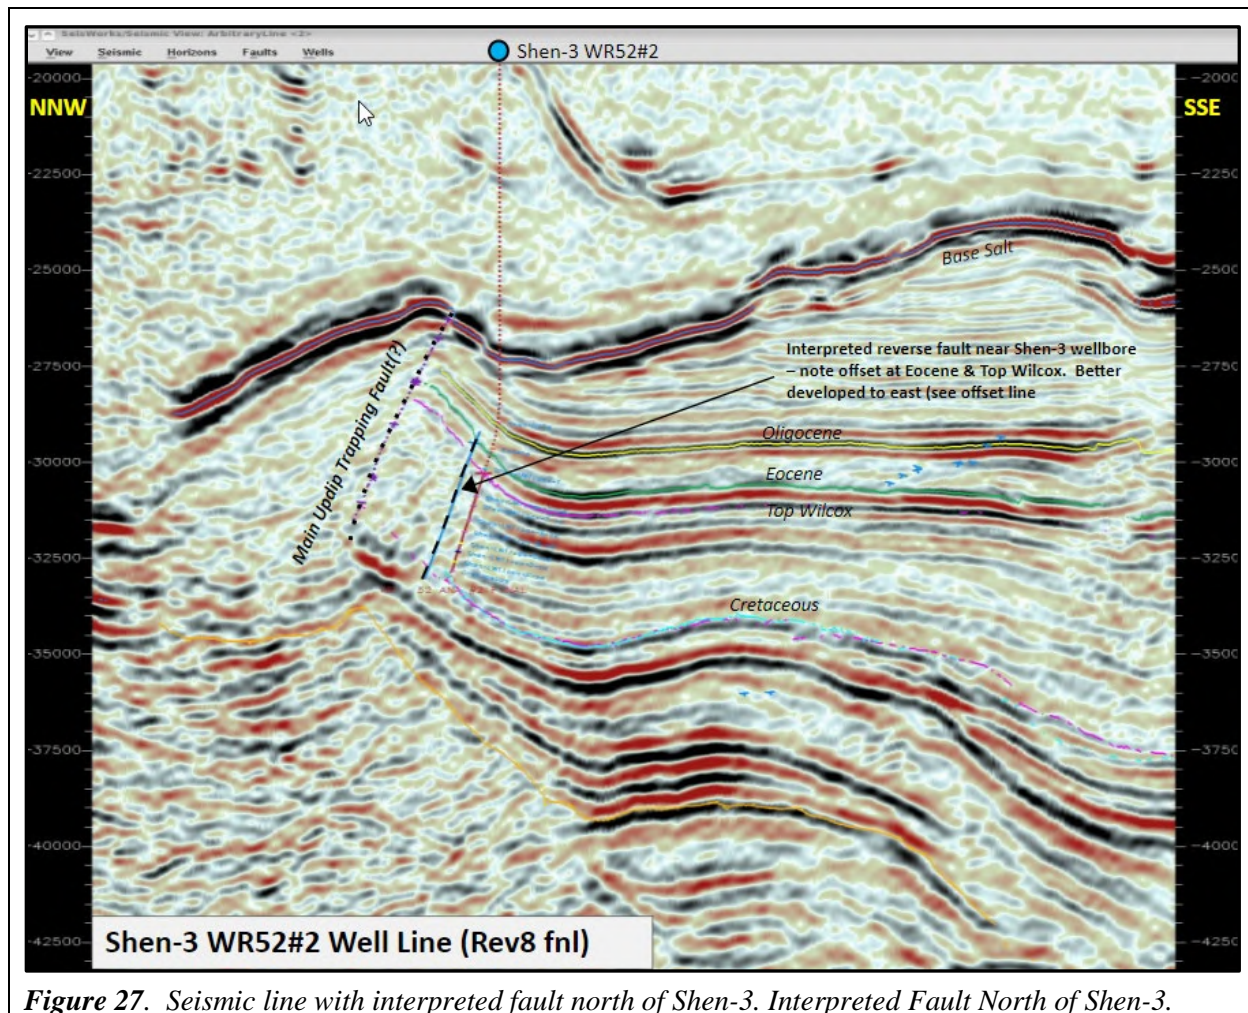 SeisWorks/Seismic View: ArbitraryLine <2>
View Seismic Horizons Faults Wells
Shen-3 WR52#2
-20000
-2000
NNW
SSE
-22500
-2250
-25000
-2500
Base Salt
Interpreted reverse fault near Shen-3 wellbore
– note offset at Eocene & Top Wilcox. Better
developed to east (see offset line
-27500
-2750
Main Updip Trapping Fault(?)
Oligocene
-30000
-3000
Eocene
Top Wilcox
-32500
-3250
Cretaceous
-35000
-3500
-37500
-3750
-40000
-4000
-42500
-4250
Shen-3 WR52#2 Well Line (Rev8 fnl)
Figure 27. Seismic line with interpreted fault north of Shen-3. Interpreted Fault North of Shen-3.